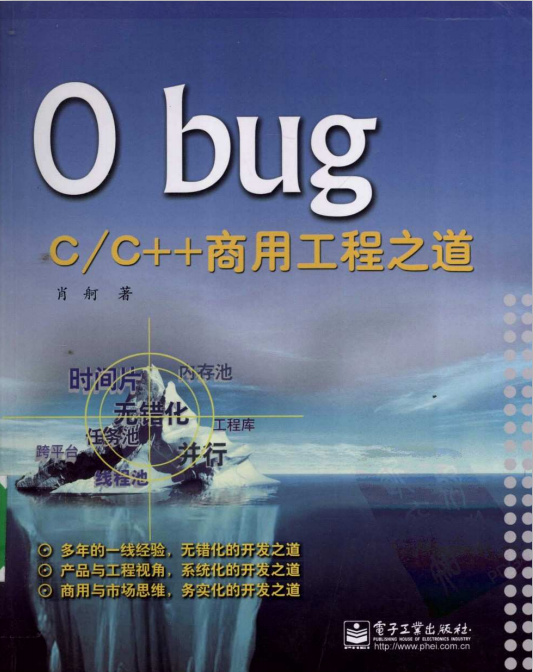 0 bug
C/C++商用工程之道
肖 舸 著
时间片
内存池
无错化
工程库
任务池
跨平台
并行
线程池
多年的一线经验，无错化的开发之道
产品与工程视角，系统化的开发之道
商用与市场思维，务实化的开发之道
電子工業出版社
PUBLISHING HOUSE OF ELECTRONICS INDUSTRY
http://www.phei.com.cn
PHEI